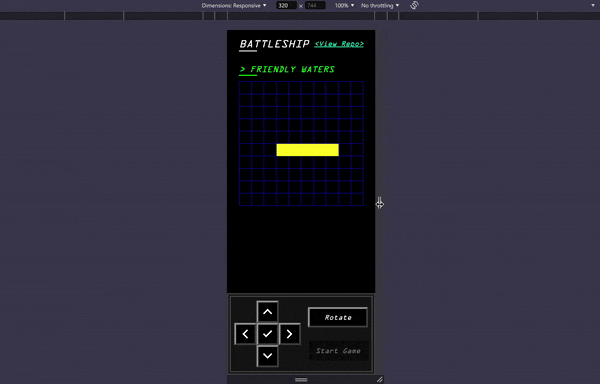 Dimensions: Responsive ▾ 320 × 744 100% ▾ No throttling ▾
BATTLESHIP <View Repo>
> FRIENDLY WATERS
Rotate
Start Game